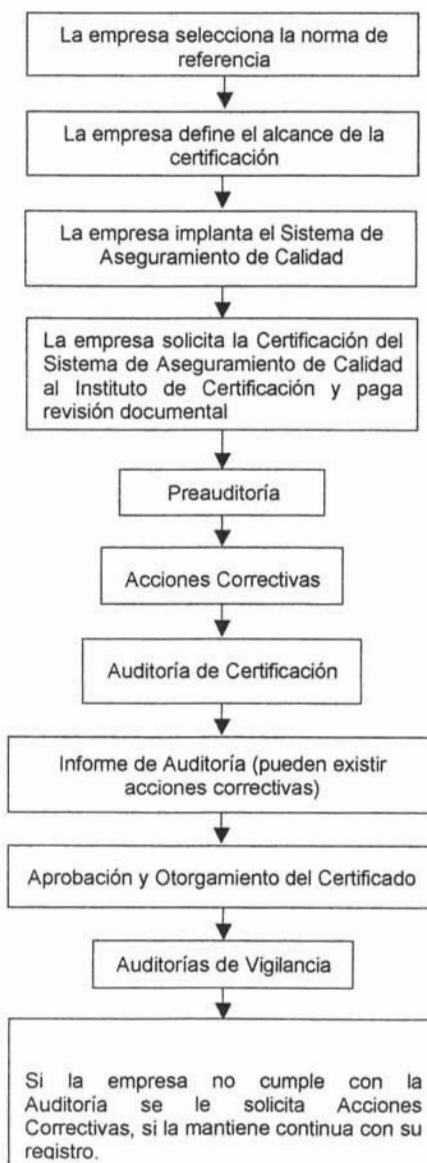 La empresa selecciona la norma de
referencia
La empresa define el alcance de la
certificación
La empresa implanta el Sistema de
Aseguramiento de Calidad
La empresa solicita la Certificación del
Sistema de Aseguramiento de Calidad
al Instituto de Certificación y paga
revisión documental
Preauditoría
Acciones Correctivas
Auditoría de Certificación
Informe de Auditoría (pueden existir
acciones correctivas)
Aprobación y Otorgamiento del Certificado
Auditorías de Vigilancia
Si la empresa no cumple con la
Auditoría se le solicita Acciones
Correctivas, si la mantiene continua con su
registro.